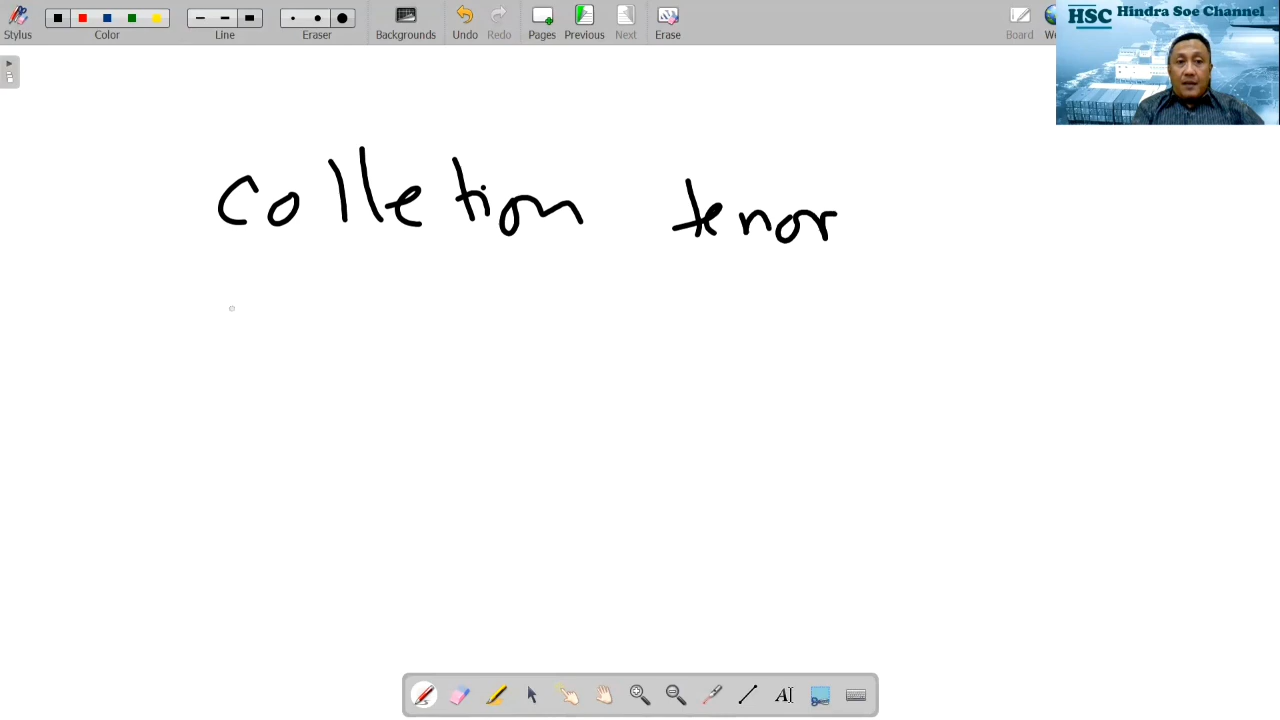 Stylus
Color
Line
Eraser
Backgrounds
Undo
Redo
Pages
Previous
Next
Erase
Board
HSC Hindra Soe Channel
colletion tenor